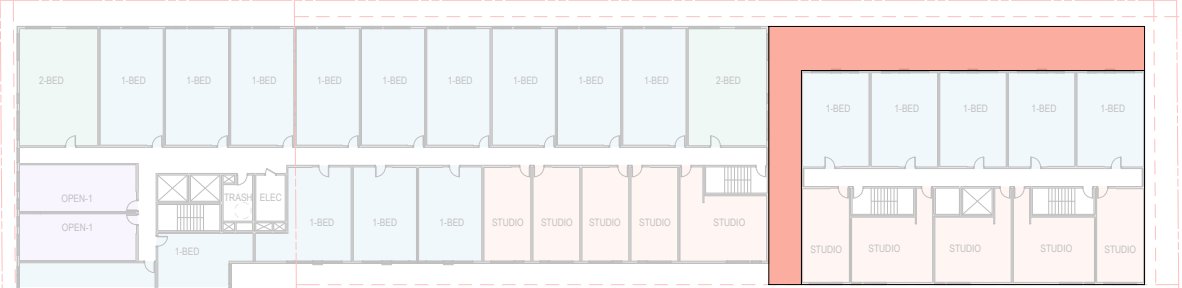 2-BED 1-BED 1-BED 1-BED 1-BED 1-BED 1-BED 1-BED 1-BED 2-BED
1-BED 1-BED 1-BED 1-BED 1-BED
OPEN-1 TRASH ELEC
OPEN-1 1-BED 1-BED 1-BED STUDIO STUDIO STUDIO STUDIO STUDIO
1-BED STUDIO STUDIO STUDIO STUDIO STUDIO